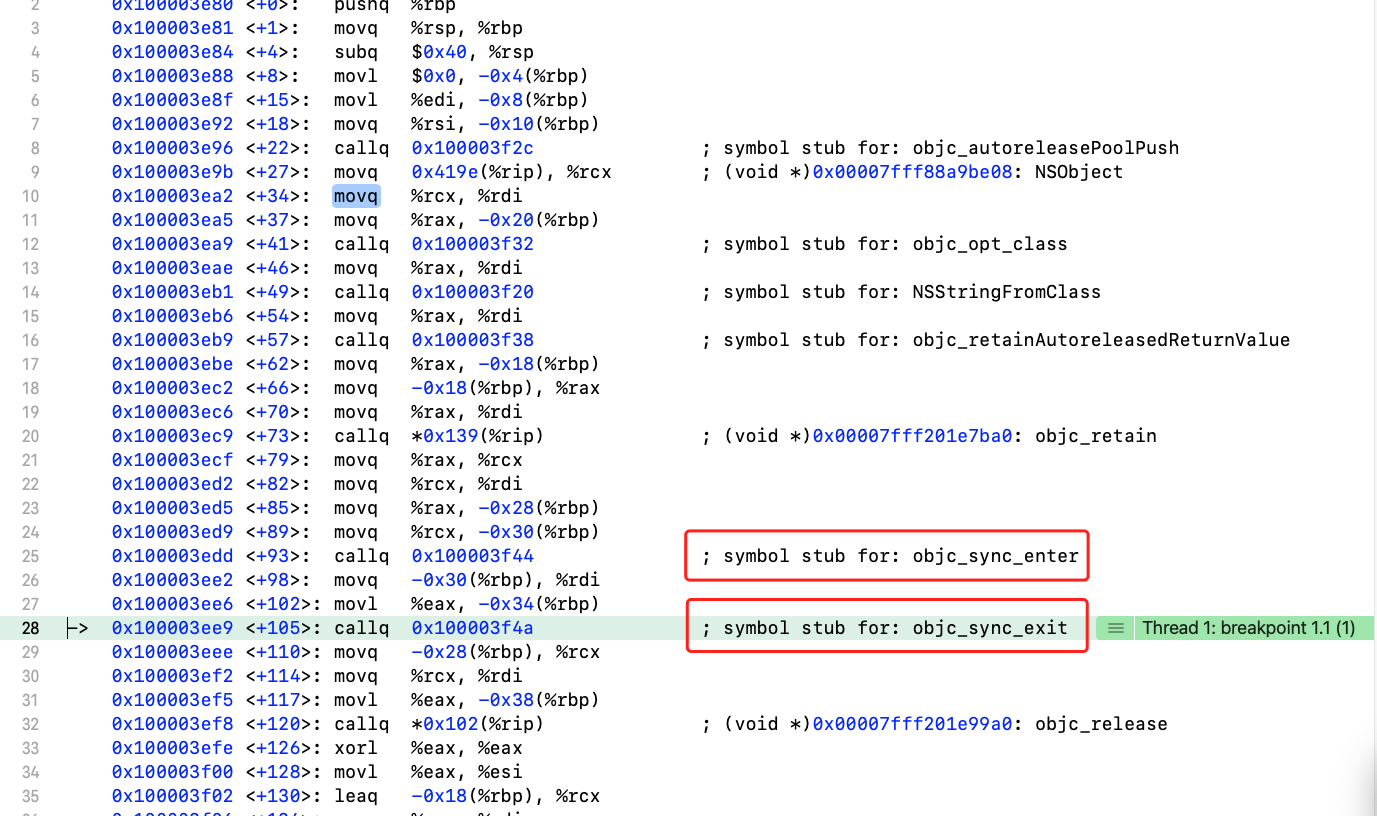 2 0x100003e80 <+0>: pushq %rbp
3 0x100003e81 <+1>: movq %rsp, %rbp
4 0x100003e84 <+4>: subq $0x40, %rsp
5 0x100003e88 <+8>: movl $0x0, -0x4(%rbp)
6 0x100003e8f <+15>: movl %edi, -0x8(%rbp)
7 0x100003e92 <+18>: movq %rsi, -0x10(%rbp)
8 0x100003e96 <+22>: callq 0x100003f2c ; symbol stub for: objc_autoreleasePoolPush
9 0x100003e9b <+27>: movq 0x419e(%rip), %rcx ; (void *)0x00007fff88a9be08: NSObject
10 0x100003ea2 <+34>: movq %rcx, %rdi
11 0x100003ea5 <+37>: movq %rax, -0x20(%rbp)
12 0x100003ea9 <+41>: callq 0x100003f32 ; symbol stub for: objc_opt_class
13 0x100003eae <+46>: movq %rax, %rdi
14 0x100003eb1 <+49>: callq 0x100003f20 ; symbol stub for: NSStringFromClass
15 0x100003eb6 <+54>: movq %rax, %rdi
16 0x100003eb9 <+57>: callq 0x100003f38 ; symbol stub for: objc_retainAutoreleasedReturnValue
17 0x100003ebe <+62>: movq %rax, -0x18(%rbp)
18 0x100003ec2 <+66>: movq -0x18(%rbp), %rax
19 0x100003ec6 <+70>: movq %rax, %rdi
20 0x100003ec9 <+73>: callq *0x139(%rip) ; (void *)0x00007fff201e7ba0: objc_retain
21 0x100003ecf <+79>: movq %rax, %rcx
22 0x100003ed2 <+82>: movq %rcx, %rdi
23 0x100003ed5 <+85>: movq %rax, -0x28(%rbp)
24 0x100003ed9 <+89>: movq %rcx, -0x30(%rbp)
25 0x100003edd <+93>: callq 0x100003f44 ; symbol stub for: objc_sync_enter
26 0x100003ee2 <+98>: movq -0x30(%rbp), %rdi
27 0x100003ee6 <+102>: movl %eax, -0x34(%rbp)
28 -> 0x100003ee9 <+105>: callq 0x100003f4a ; symbol stub for: objc_sync_exit Thread 1: breakpoint 1.1 (1)
29 0x100003eee <+110>: movq -0x28(%rbp), %rcx
30 0x100003ef2 <+114>: movq %rcx, %rdi
31 0x100003ef5 <+117>: movl %eax, -0x38(%rbp)
32 0x100003ef8 <+120>: callq *0x102(%rip) ; (void *)0x00007fff201e99a0: objc_release
33 0x100003efe <+126>: xorl %eax, %eax
34 0x100003f00 <+128>: movl %eax, %esi
35 0x100003f02 <+130>: leaq -0x18(%rbp), %rcx